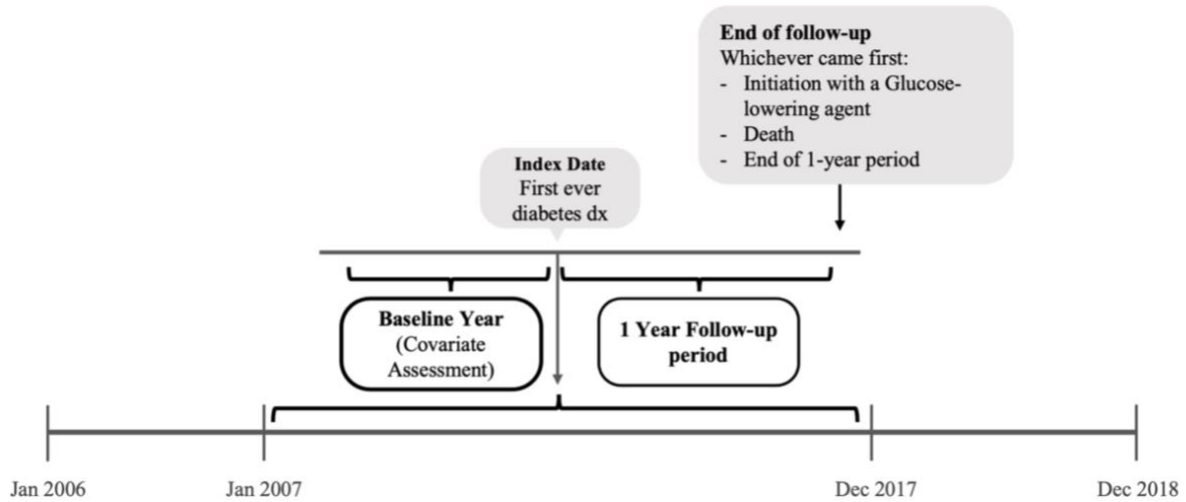 End of follow-up
Whichever came first:
- Initiation with a Glucose-
lowering agent
- Death
- End of 1-year period
Index Date
First ever
diabetes dx
Baseline Year
(Covariate
Assessment)
1 Year Follow-up
period
Jan 2006
Jan 2007
Dec 2017
Dec 2018